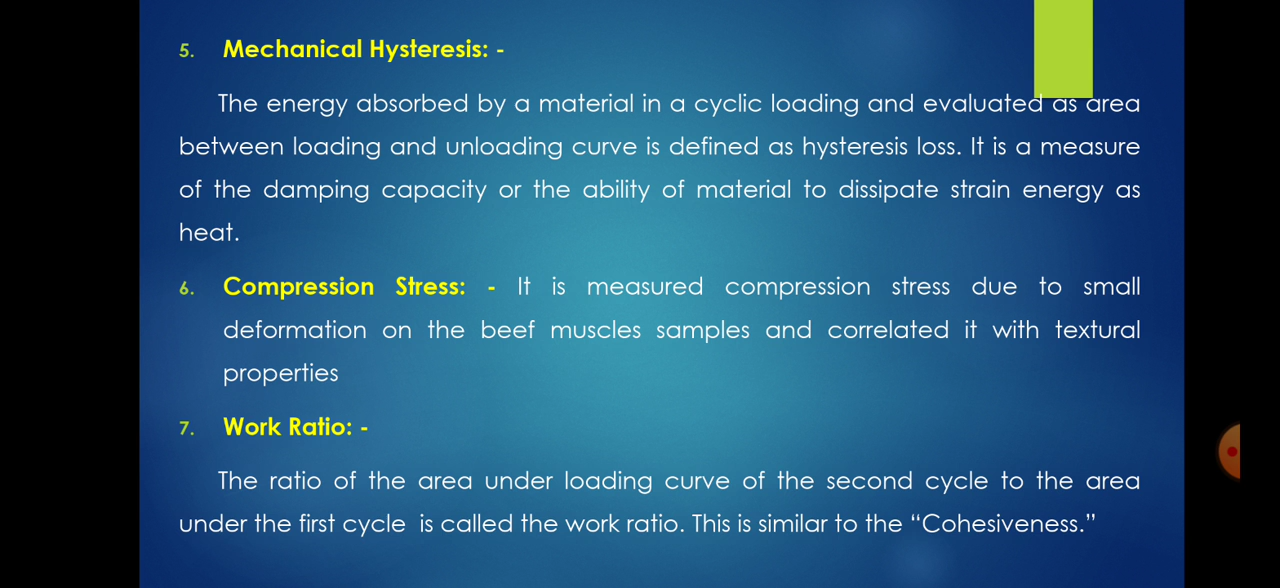 5. Mechanical Hysteresis: -
The energy absorbed by a material in a cyclic loading and evaluated as area
between loading and unloading curve is defined as hysteresis loss. It is a measure
of the damping capacity or the ability of material to dissipate strain energy as
heat.
6. Compression Stress: - It is measured compression stress due to small
deformation on the beef muscles samples and correlated it with textural
properties
7. Work Ratio: -
The ratio of the area under loading curve of the second cycle to the area
under the first cycle is called the work ratio. This is similar to the “Cohesiveness.”